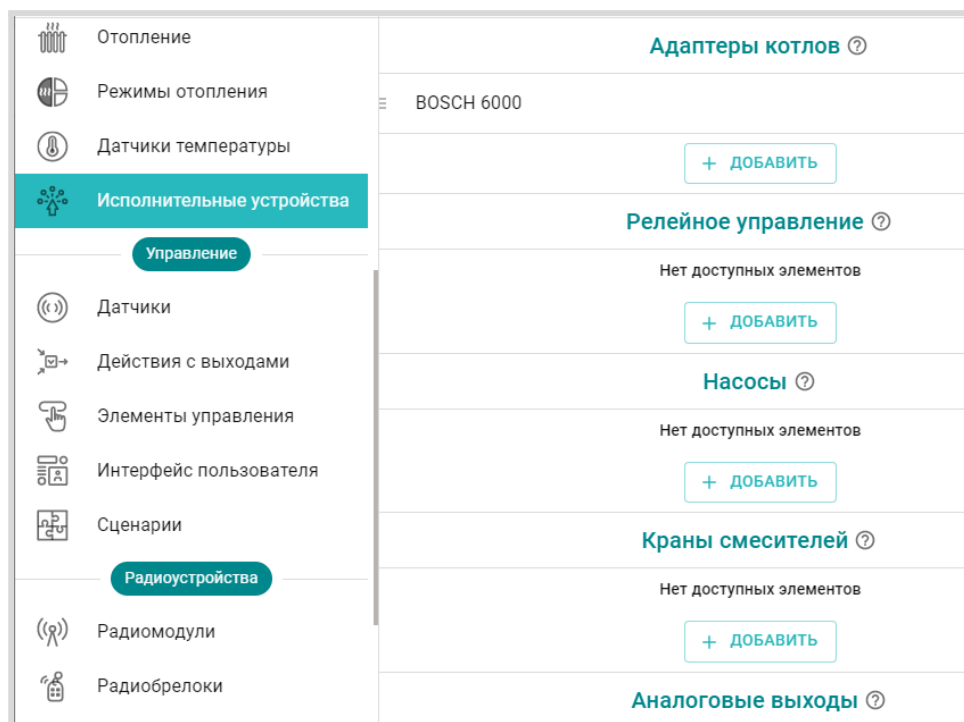 Отопление
Режимы отопления
Датчики температуры
Исполнительные устройства
Управление
Датчики
Действия с выходами
Элементы управления
Интерфейс пользователя
Сценарии
Радиоустройства
Радиомодули
Радиобрелоки
Адаптеры котлов ?
BOSCH 6000
+ ДОБАВИТЬ
Релейное управление ?
Нет доступных элементов
+ ДОБАВИТЬ
Насосы ?
Нет доступных элементов
+ ДОБАВИТЬ
Краны смесителей ?
Нет доступных элементов
+ ДОБАВИТЬ
Аналоговые выходы ?